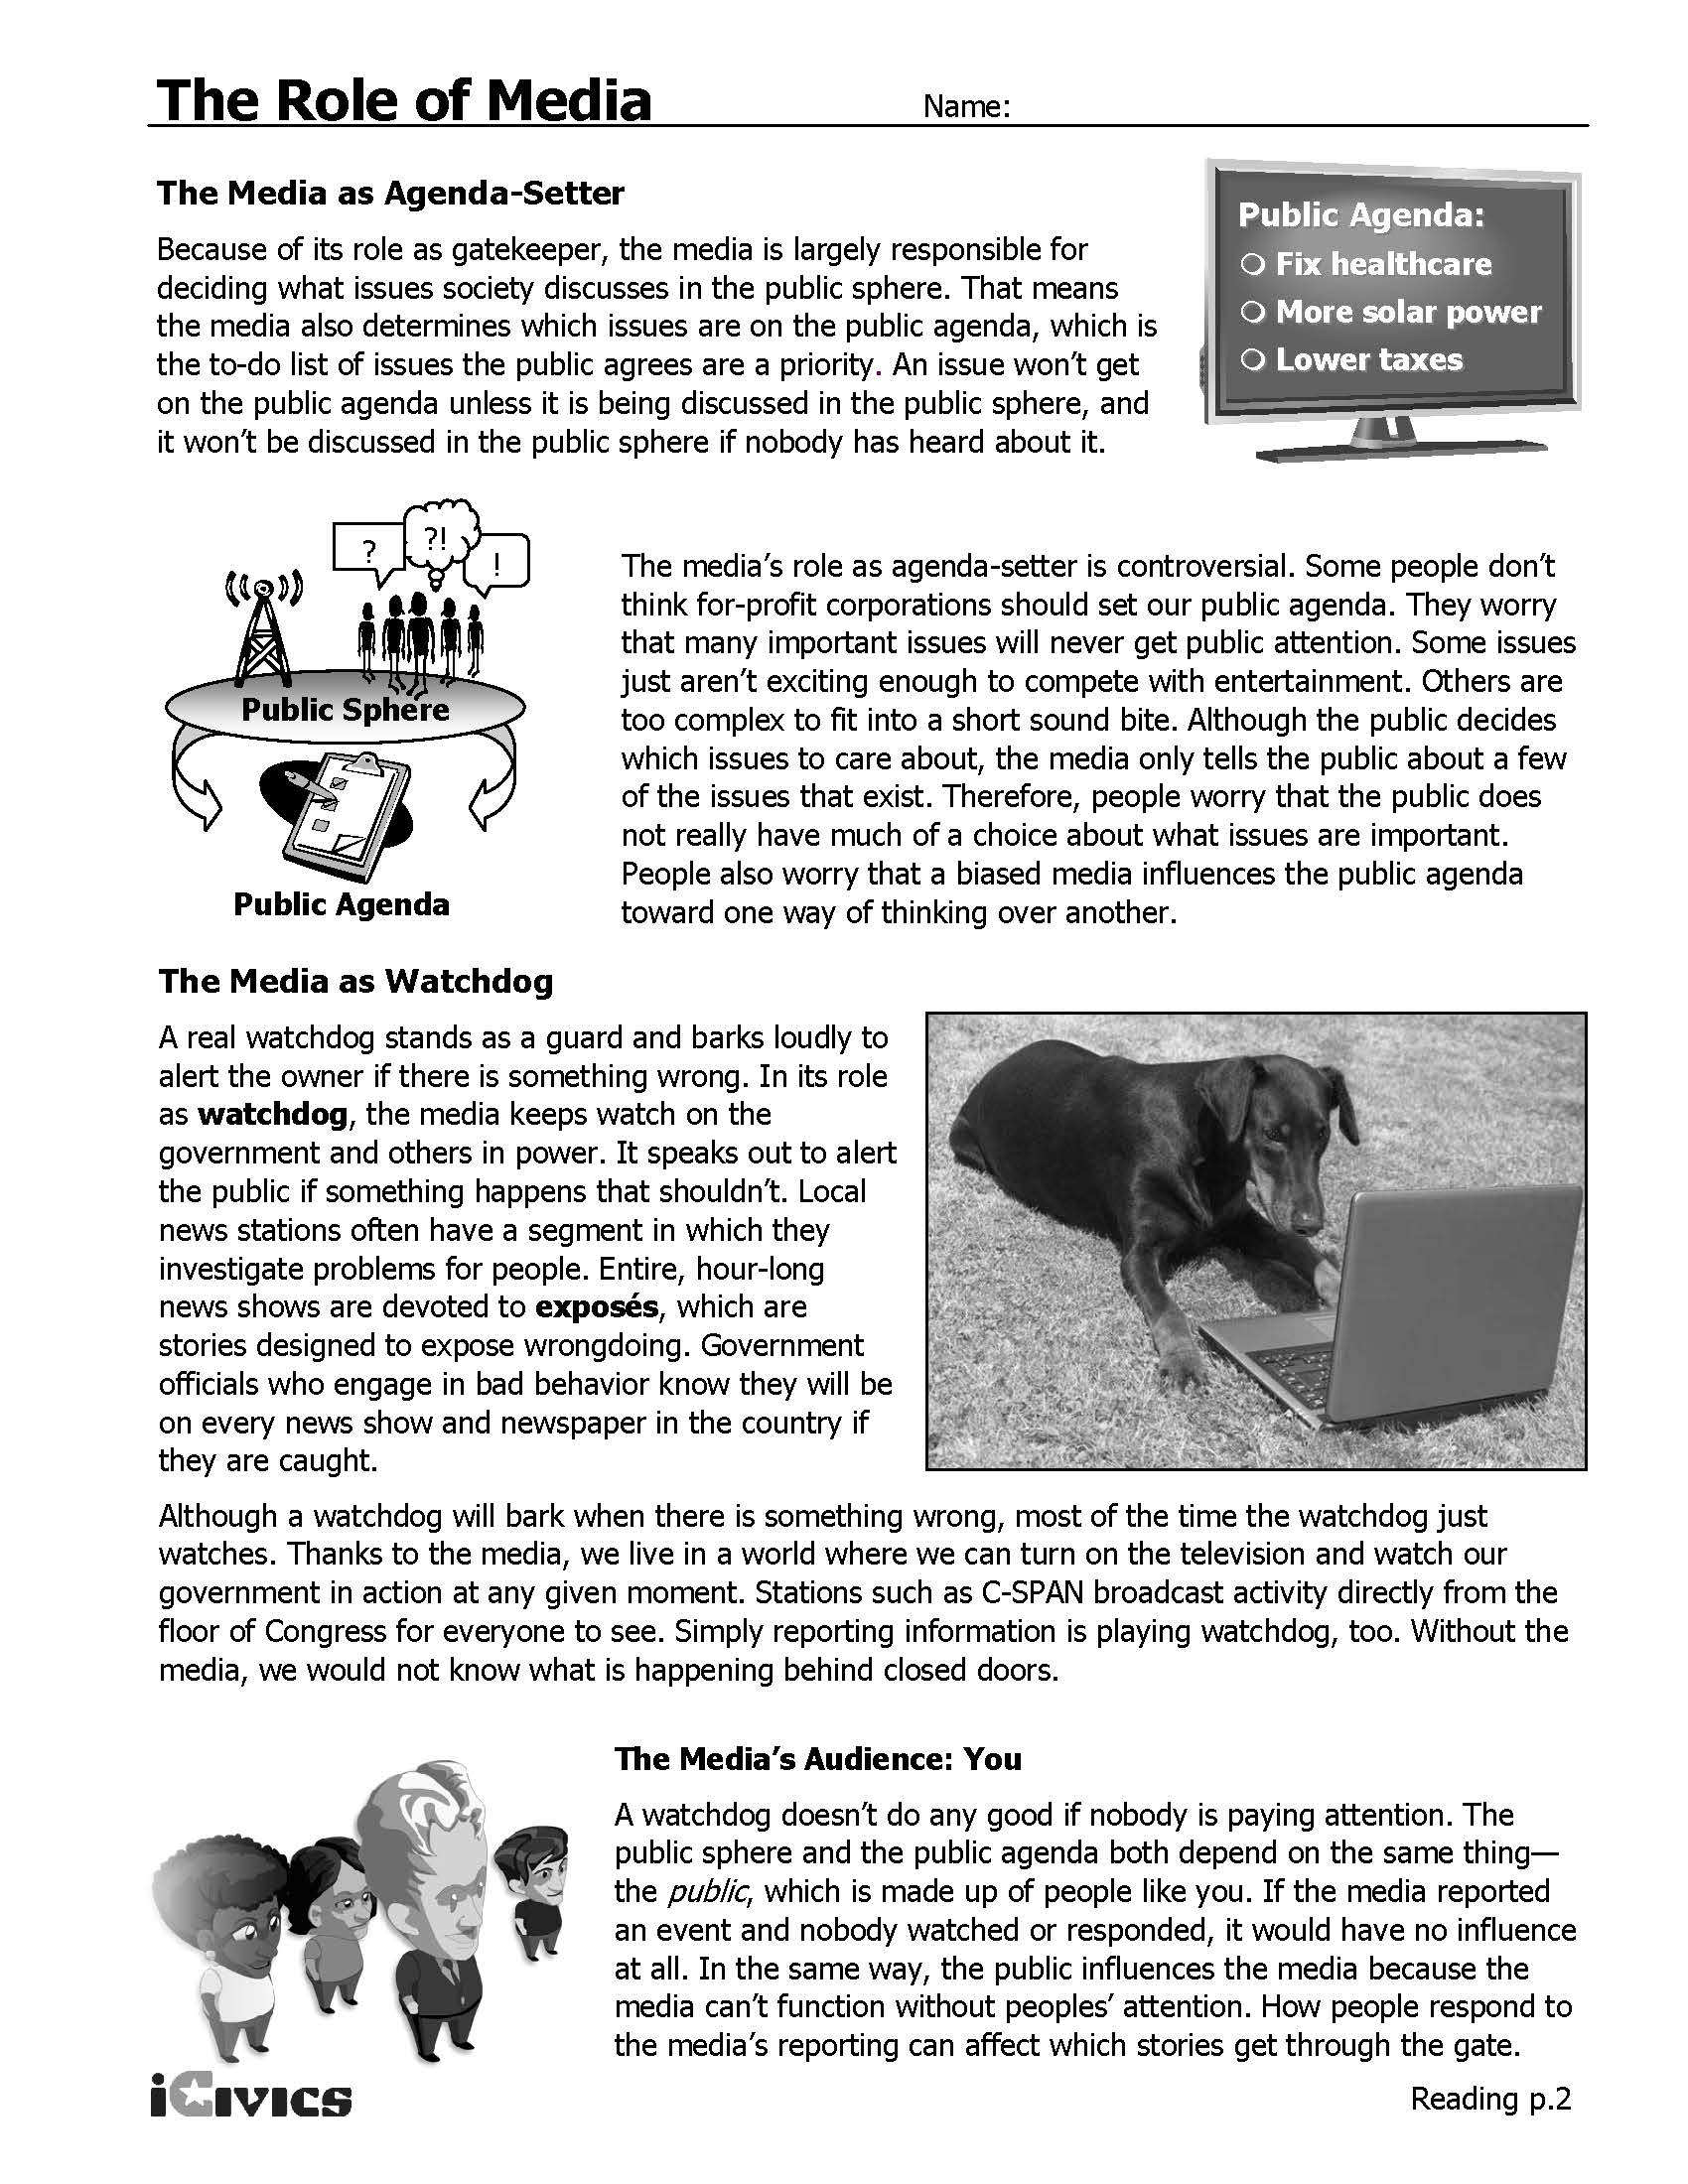 The Role of Media
Name:
The Media as Agenda-Setter
Because of its role as gatekeeper, the media is largely responsible for
deciding what issues society discusses in the public sphere. That means
the media also determines which issues are on the public agenda, which is
the to-do list of issues the public agrees are a priority. An issue won’t get
on the public agenda unless it is being discussed in the public sphere, and
it won’t be discussed in the public sphere if nobody has heard about it.
Public Agenda:
Fix healthcare
More solar power
Lower taxes
?
?!
!
Public Sphere
Public Agenda
The media’s role as agenda-setter is controversial. Some people don’t
think for-profit corporations should set our public agenda. They worry
that many important issues will never get public attention. Some issues
just aren’t exciting enough to compete with entertainment. Others are
too complex to fit into a short sound bite. Although the public decides
which issues to care about, the media only tells the public about a few
of the issues that exist. Therefore, people worry that the public does
not really have much of a choice about what issues are important.
People also worry that a biased media influences the public agenda
toward one way of thinking over another.
The Media as Watchdog
A real watchdog stands as a guard and barks loudly to
alert the owner if there is something wrong. In its role
as watchdog, the media keeps watch on the
government and others in power. It speaks out to alert
the public if something happens that shouldn’t. Local
news stations often have a segment in which they
investigate problems for people. Entire, hour-long
news shows are devoted to exposés, which are
stories designed to expose wrongdoing. Government
officials who engage in bad behavior know they will be
on every news show and newspaper in the country if
they are caught.
Although a watchdog will bark when there is something wrong, most of the time the watchdog just
watches. Thanks to the media, we live in a world where we can turn on the television and watch our
government in action at any given moment. Stations such as C-SPAN broadcast activity directly from the
floor of Congress for everyone to see. Simply reporting information is playing watchdog, too. Without the
media, we would not know what is happening behind closed doors.
The Media’s Audience: You
A watchdog doesn’t do any good if nobody is paying attention. The
public sphere and the public agenda both depend on the same thing—
the public, which is made up of people like you. If the media reported
an event and nobody watched or responded, it would have no influence
at all. In the same way, the public influences the media because the
media can’t function without peoples’ attention. How people respond to
the media’s reporting can affect which stories get through the gate.
iCivics
Reading p.2